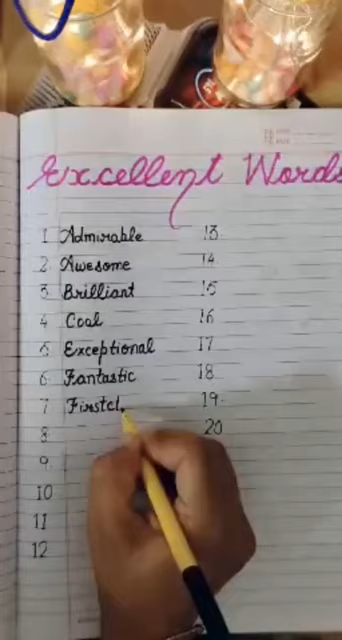 Excellent Words
1 Admirable 13
2 Awesome 14
3 Brilliant 15
4 Cool 16
5 Exceptional 17
6 Fantastic 18
7 Firstcl 19
8 20
9
10
11
12